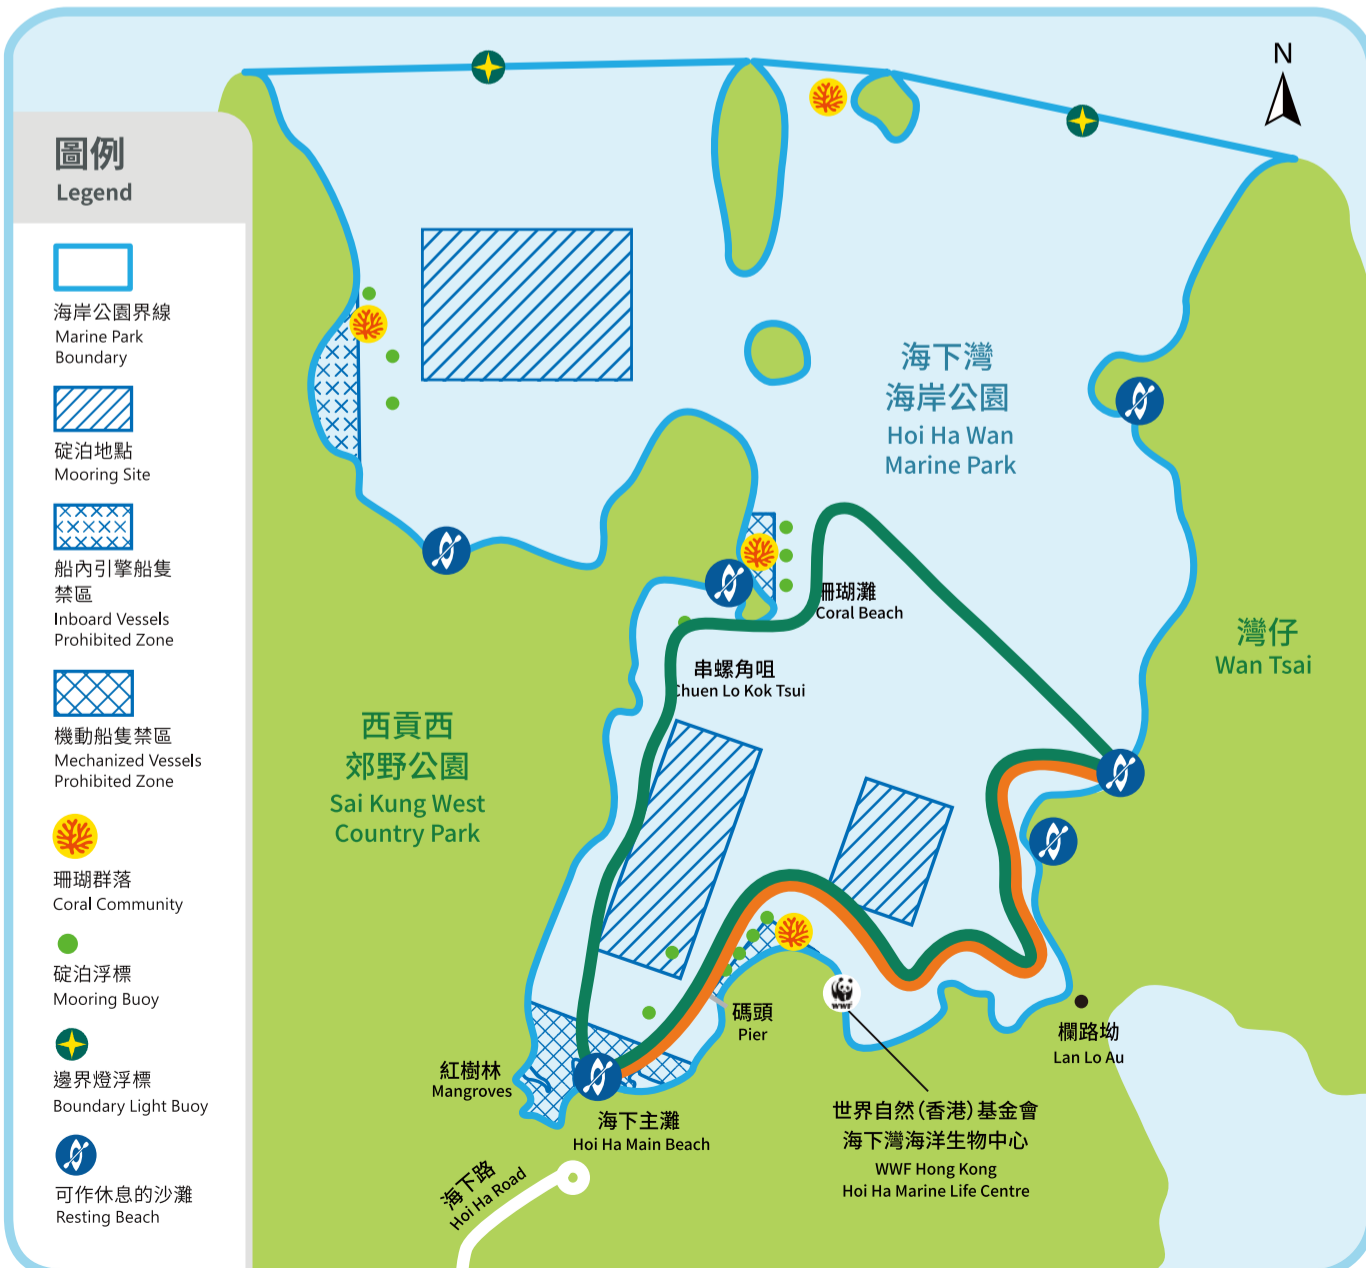 圖例
Legend
海岸公園界線
Marine Park
Boundary
碇泊地點
Mooring Site
船內引擎船隻
禁區
Inboard Vessels
Prohibited Zone
機動船隻禁區
Mechanized Vessels
Prohibited Zone
珊瑚群落
Coral Community
碇泊浮標
Mooring Buoy
邊界燈浮標
Boundary Light Buoy
可作休息的沙灘
Resting Beach
N
海下灣
海岸公園
Hoi Ha Wan
Marine Park
珊瑚灘
Coral Beach
灣仔
Wan Tsai
串螺角咀
Chuen Lo Kok Tsui
西貢西
郊野公園
Sai Kung West
Country Park
碼頭
Pier
WWF
欄路坳
Lan Lo Au
紅樹林
Mangroves
海下主灘
Hoi Ha Main Beach
世界自然(香港)基金會
海下灣海洋生物中心
WWF Hong Kong
Hoi Ha Marine Life Centre
海下路
Hoi Ha Road